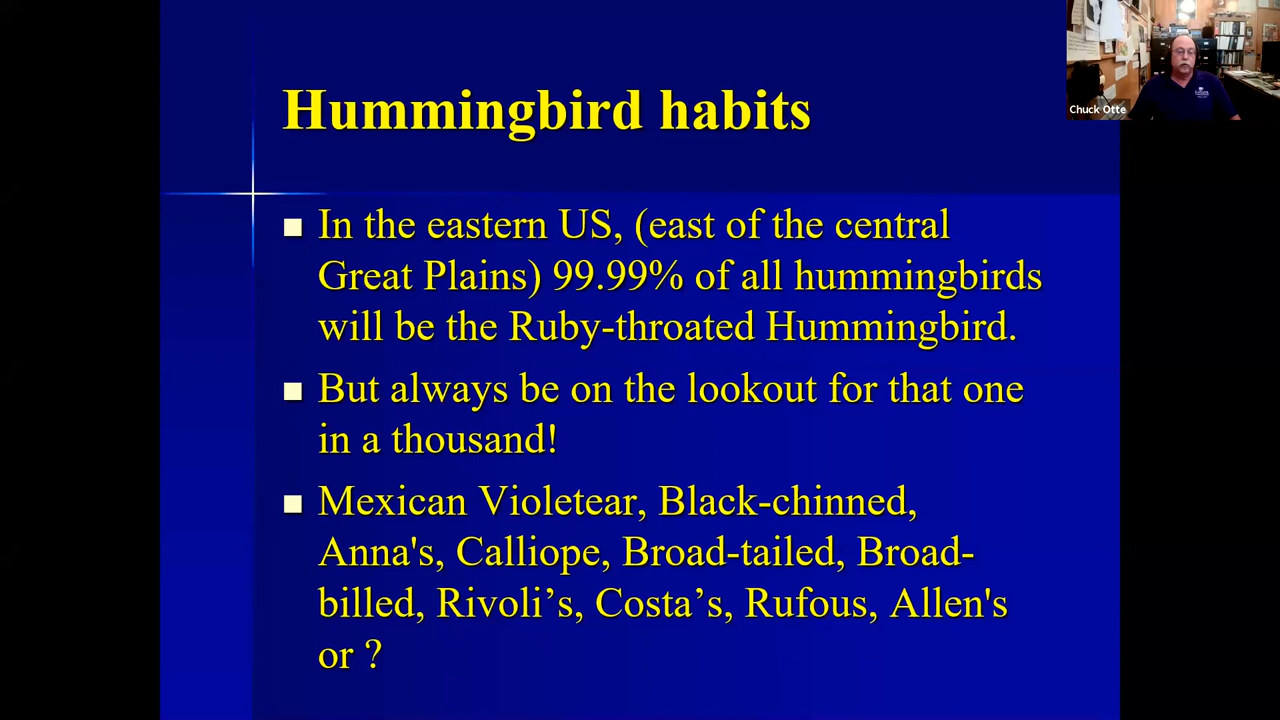 Hummingbird habits
In the eastern US, (east of the central
Great Plains) 99.99% of all hummingbirds
will be the Ruby-throated Hummingbird.
But always be on the lookout for that one
in a thousand!
Mexican Violetear, Black-chinned,
Anna's, Calliope, Broad-tailed, Broad-
billed, Rivoli’s, Costa’s, Rufous, Allen's
or ?
Chuck Otte